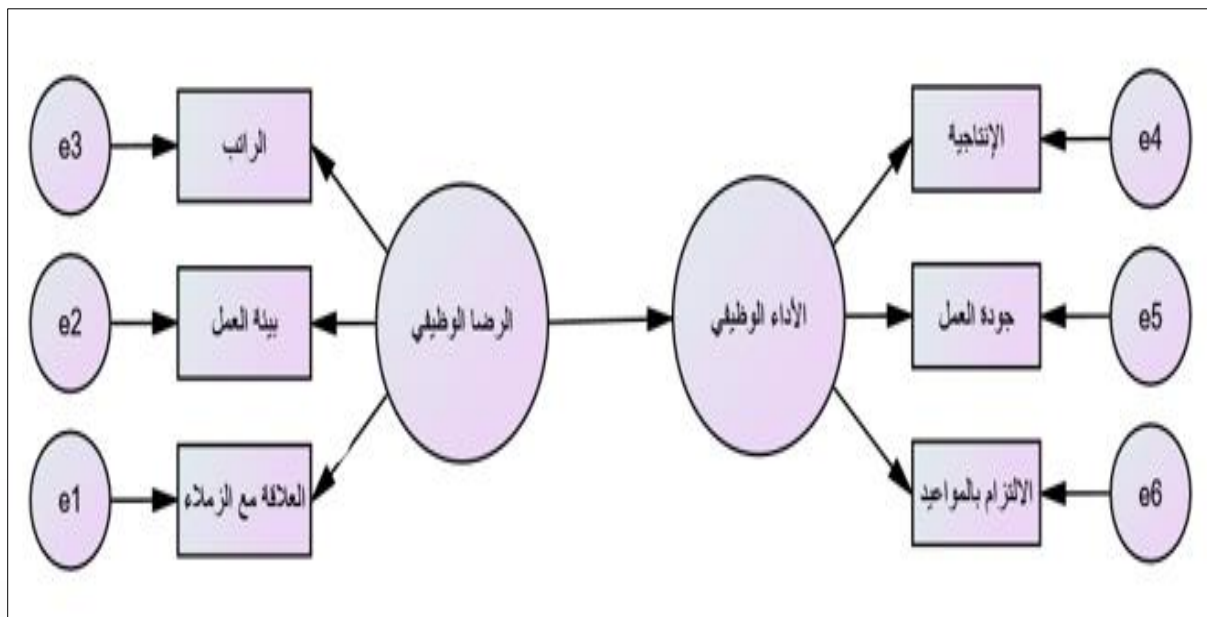 e3
الراتب
الإنتاجية
e4
e2
بيئة العمل
الرضا الوظيفي
الأداء الوظيفي
جودة العمل
e5
e1
العلاقة مع الزملاء
الالتزام بالمواعيد
e6